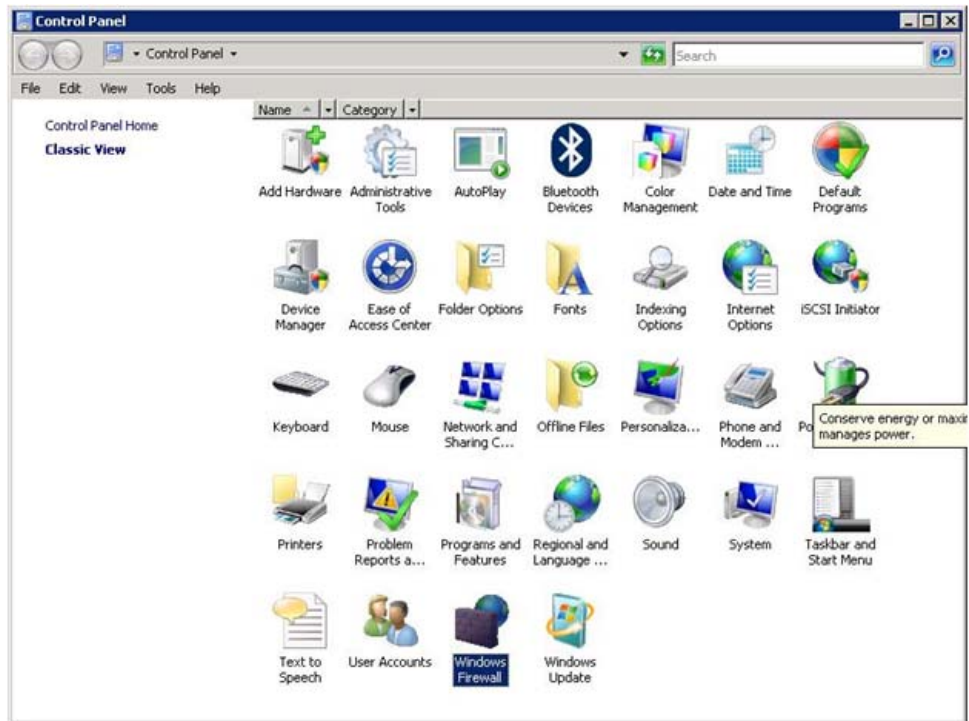 Control Panel
Control Panel
Search
File Edit View Tools Help
Name Category
Control Panel Home
Classic View
Add Hardware
Administrative
Tools
AutoPlay
Bluetooth
Devices
Color
Management
Date and Time
Default
Programs
Device
Manager
Ease of
Access Center
Folder Options
Fonts
Indexing
Options
Internet
Options
iSCSI Initiator
Keyboard
Mouse
Network and
Sharing C...
Offline Files
Personaliza...
Phone and
Modem ...
Po
Conserve energy or maxi
manages power.
Printers
Problem
Reports a...
Programs and
Features
Regional and
Language ...
Sound
System
Taskbar and
Start Menu
Text to
Speech
User Accounts
Windows
Firewall
Windows
Update